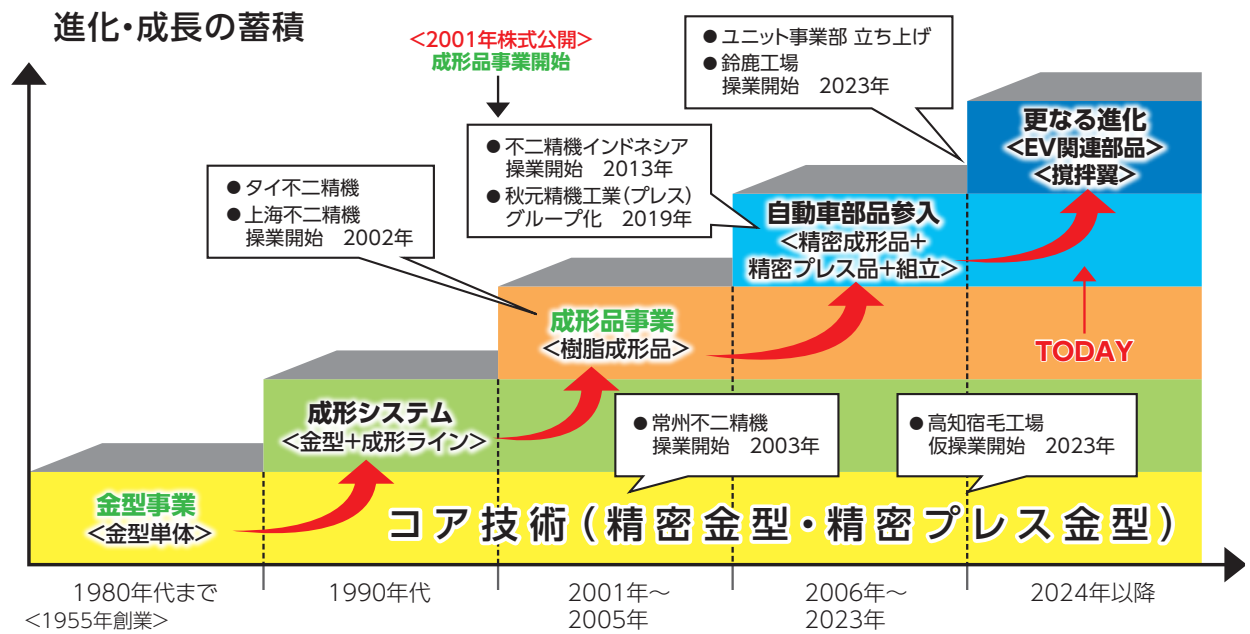 進化・成長の蓄積
<2001年株式公開>
成形品事業開始
● ユニット事業部 立ち上げ
● 鈴鹿工場
操業開始　2023年
● 不二精機インドネシア
操業開始　2013年
● 秋元精機工業(プレス)
グループ化　2019年
● タイ不二精機
● 上海不二精機
操業開始　2002年
更なる進化
<EV関連部品>
<撹拌翼>
自動車部品参入
<精密成形品+
精密プレス品+組立>
成形品事業
<樹脂成形品>
TODAY
成形システム
<金型+成形ライン>
● 常州不二精機
操業開始　2003年
● 高知宿毛工場
仮操業開始　2023年
金型事業
<金型単体>
コア技術(精密金型・精密プレス金型)
1980年代まで
<1955年創業>
1990年代
2001年～
2005年
2006年～
2023年
2024年以降